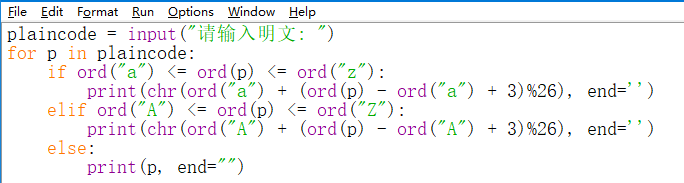 File Edit Format Run Options Window Help
plaincode = input("请输入明文: ")
for p in plaincode:
    if ord("a") <= ord(p) <= ord("z"):
        print(chr(ord("a") + (ord(p) - ord("a") + 3)%26), end='')
    elif ord("A") <= ord(p) <= ord("Z"):
        print(chr(ord("A") + (ord(p) - ord("A") + 3)%26), end='')
    else:
        print(p, end="")